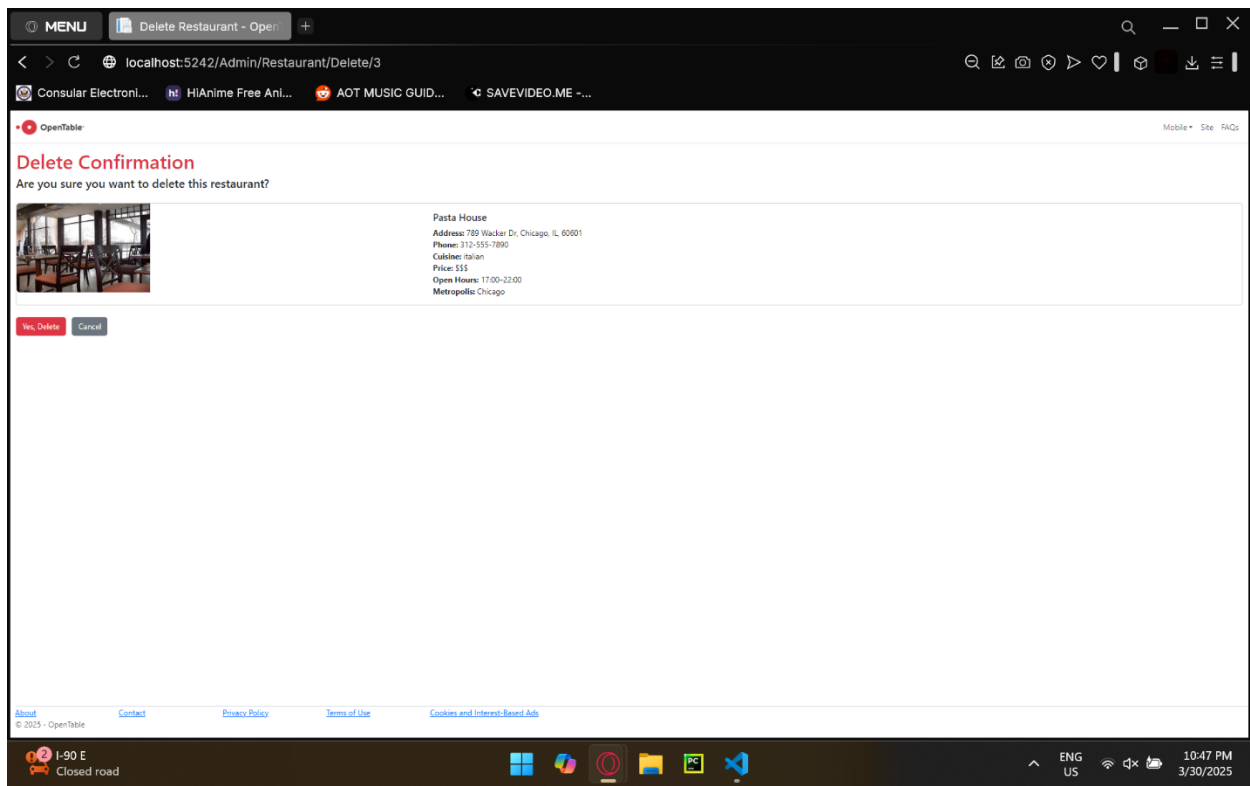 MENU
Delete Restaurant - Open
localhost:5242/Admin/Restaurant/Delete/3
Consular Electroni...
h! HiAnime Free Ani...
AOT MUSIC GUID...
SAVEVIDEO.ME -...
OpenTable
Mobile Site FAQs
Delete Confirmation
Are you sure you want to delete this restaurant?
Pasta House
Address: 789 Wacker Dr, Chicago, IL, 60601
Phone: 312-555-7890
Cuisine: italian
Price: $$$
Open Hours: 17:00–22:00
Metropolis: Chicago
Yes, Delete Cancel
About Contact Privacy Policy Terms of Use Cookies and Interest-Based Ads
© 2025 - OpenTable
2
I-90 E
Closed road
PC
ENG
US
10:47 PM
3/30/2025